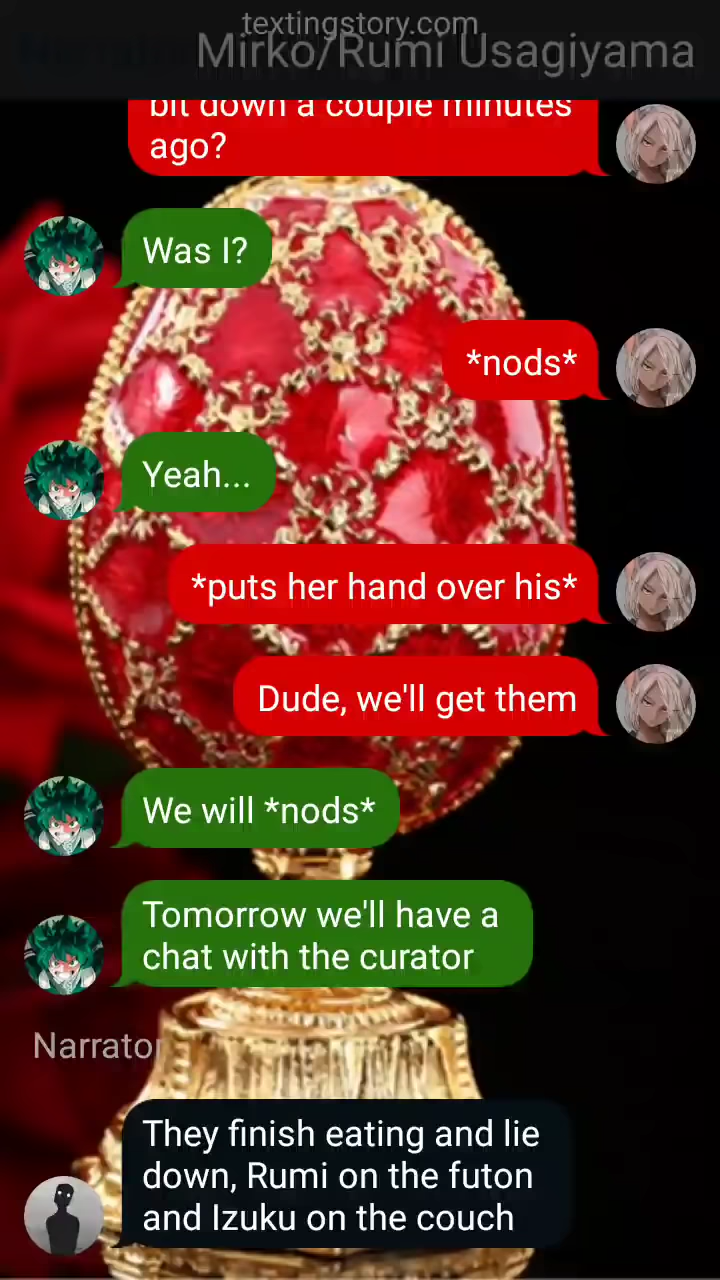 textingstory.com
Mirko/Rumi Usagiyama
bit down a couple minutes
ago?
Was I?
*nods*
Yeah...
*puts her hand over his*
Dude, we'll get them
We will *nods*
Tomorrow we'll have a
chat with the curator
Narrator
They finish eating and lie
down, Rumi on the futon
and Izuku on the couch